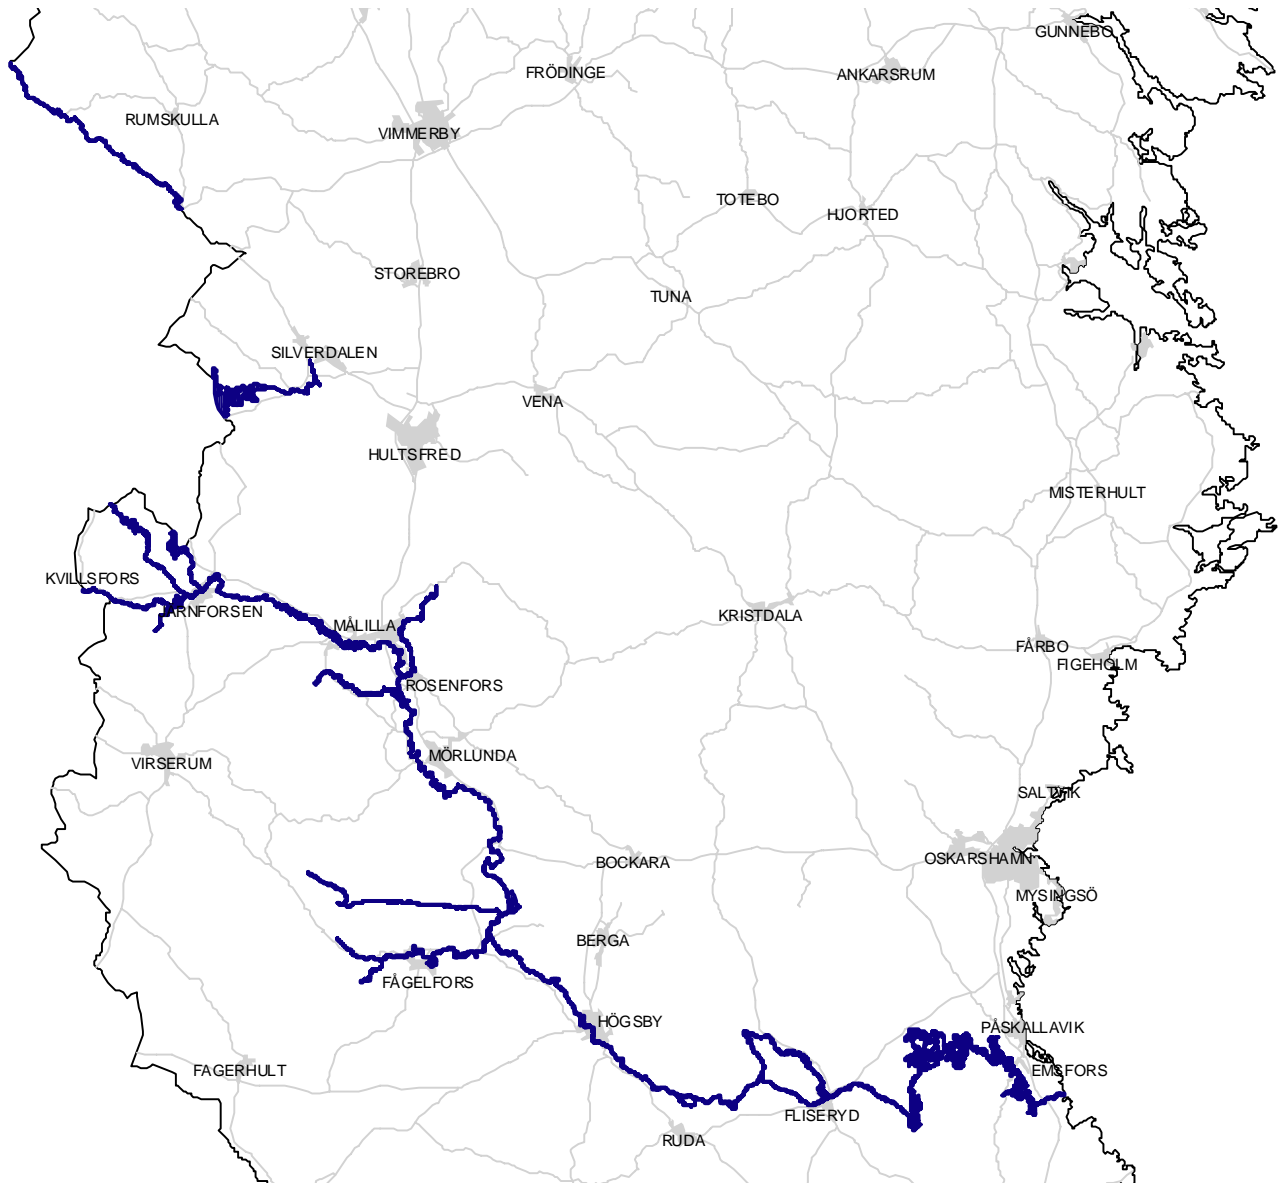 GUNNEBO
FRÖDINGE
ANKARSRUM
RUMSKULLA
VIMMERBY
TOTEBO
HJORTED
STOREBRO
TUNA
SILVERDALEN
VENA
HULTSFRED
MISTERHULT
KVILLSFORS
JÄRNFORSEN
KRISTDALA
MÅLILLA
FÅRBO
FIGEHOLM
ROSENFORS
MÖRLUNDA
VIRSERUM
SALTVIK
OSKARSHAMN
BOCKARA
MYSINGSÖ
BERGA
FÅGELFORS
HÖGSBY
PÅSKALLAVIK
FAGERHULT
EMSFORS
FLISERYD
RUDA